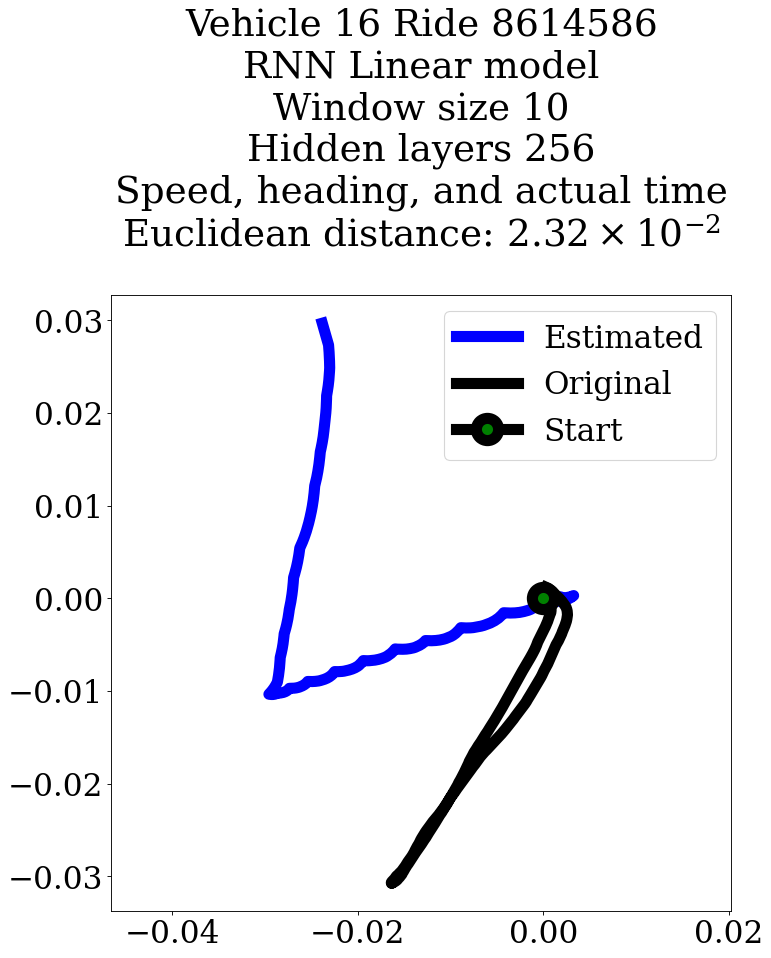 Vehicle 16 Ride 8614586
RNN Linear model
Window size 10
Hidden layers 256
Speed, heading, and actual time
Euclidean distance: 2.32 × 10⁻²
Estimated
Original
Start
0.03
0.02
0.01
0.00
−0.01
−0.02
−0.03
−0.04
−0.02
0.00
0.02